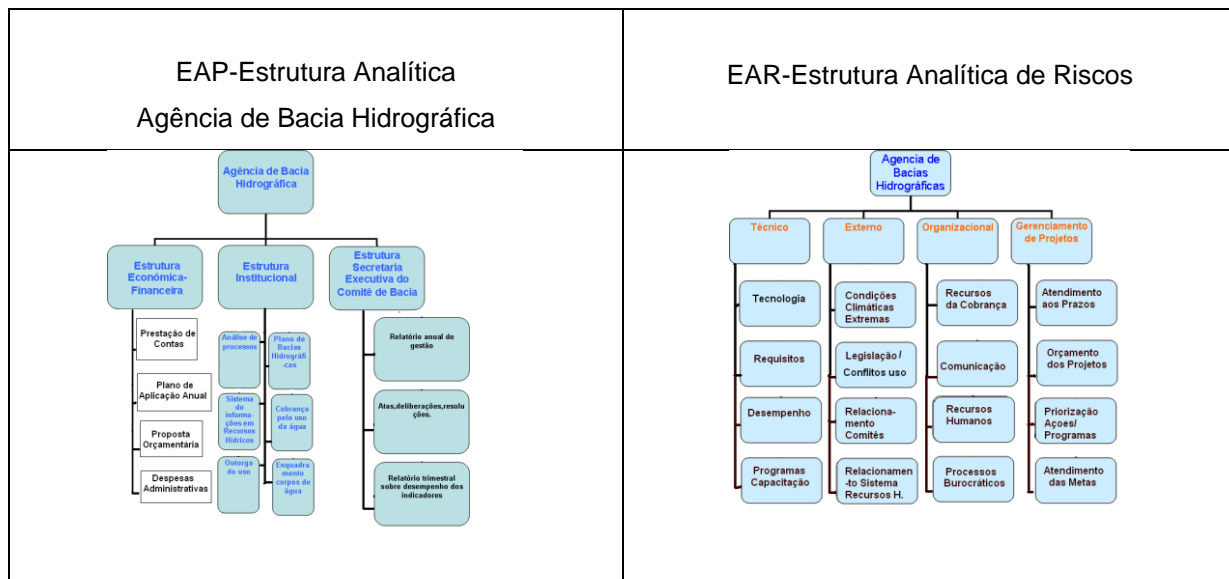 EAP-Estrutura Analítica
Agência de Bacia Hidrográfica
EAR-Estrutura Analítica de Riscos
Agência de Bacia
Hidrográfica
Estrutura
Económica-
Financeira
Estrutura
Institucional
Estrutura
Secretaria
Executiva do
Comitê de Bacia
Prestação de
Contas
Plano de
Aplicação Anual
Proposta
Orçamentária
Despesas
Administrativas
Análise de
processos
Sistema
de
informa-
ções em
Recursos
Hídricos
Outorga
do uso
Plano de
Bacias
Hidrográfi
-cas
Cobrança
pelo uso
da água
Enquadra
mento
corpos de
água
Relatório anual de
gestão
Atas,deliberações,resolu
ções.
Relatório trimestral
sobre desempenho dos
indicadores
Agencia de
Bacias
Hidrográficas
Técnico
Externo
Organizacional
Gerenciamento
de Projetos
Tecnologia
Requisitos
Desempenho
Programas
Capacitação
Condições
Climáticas
Extremas
Legislação /
Conflitos uso
Relaciona-
mento
Comitês
Relacionamen
-to Sistema
Recursos H.
Recursos
da Cobrança
Comunicação
Recursos
Humanos
Processos
Burocráticos
Atendimento
aos Prazos
Orçamento
dos Projetos
Priorização
Açoes/
Programas
Atendimento
das Metas